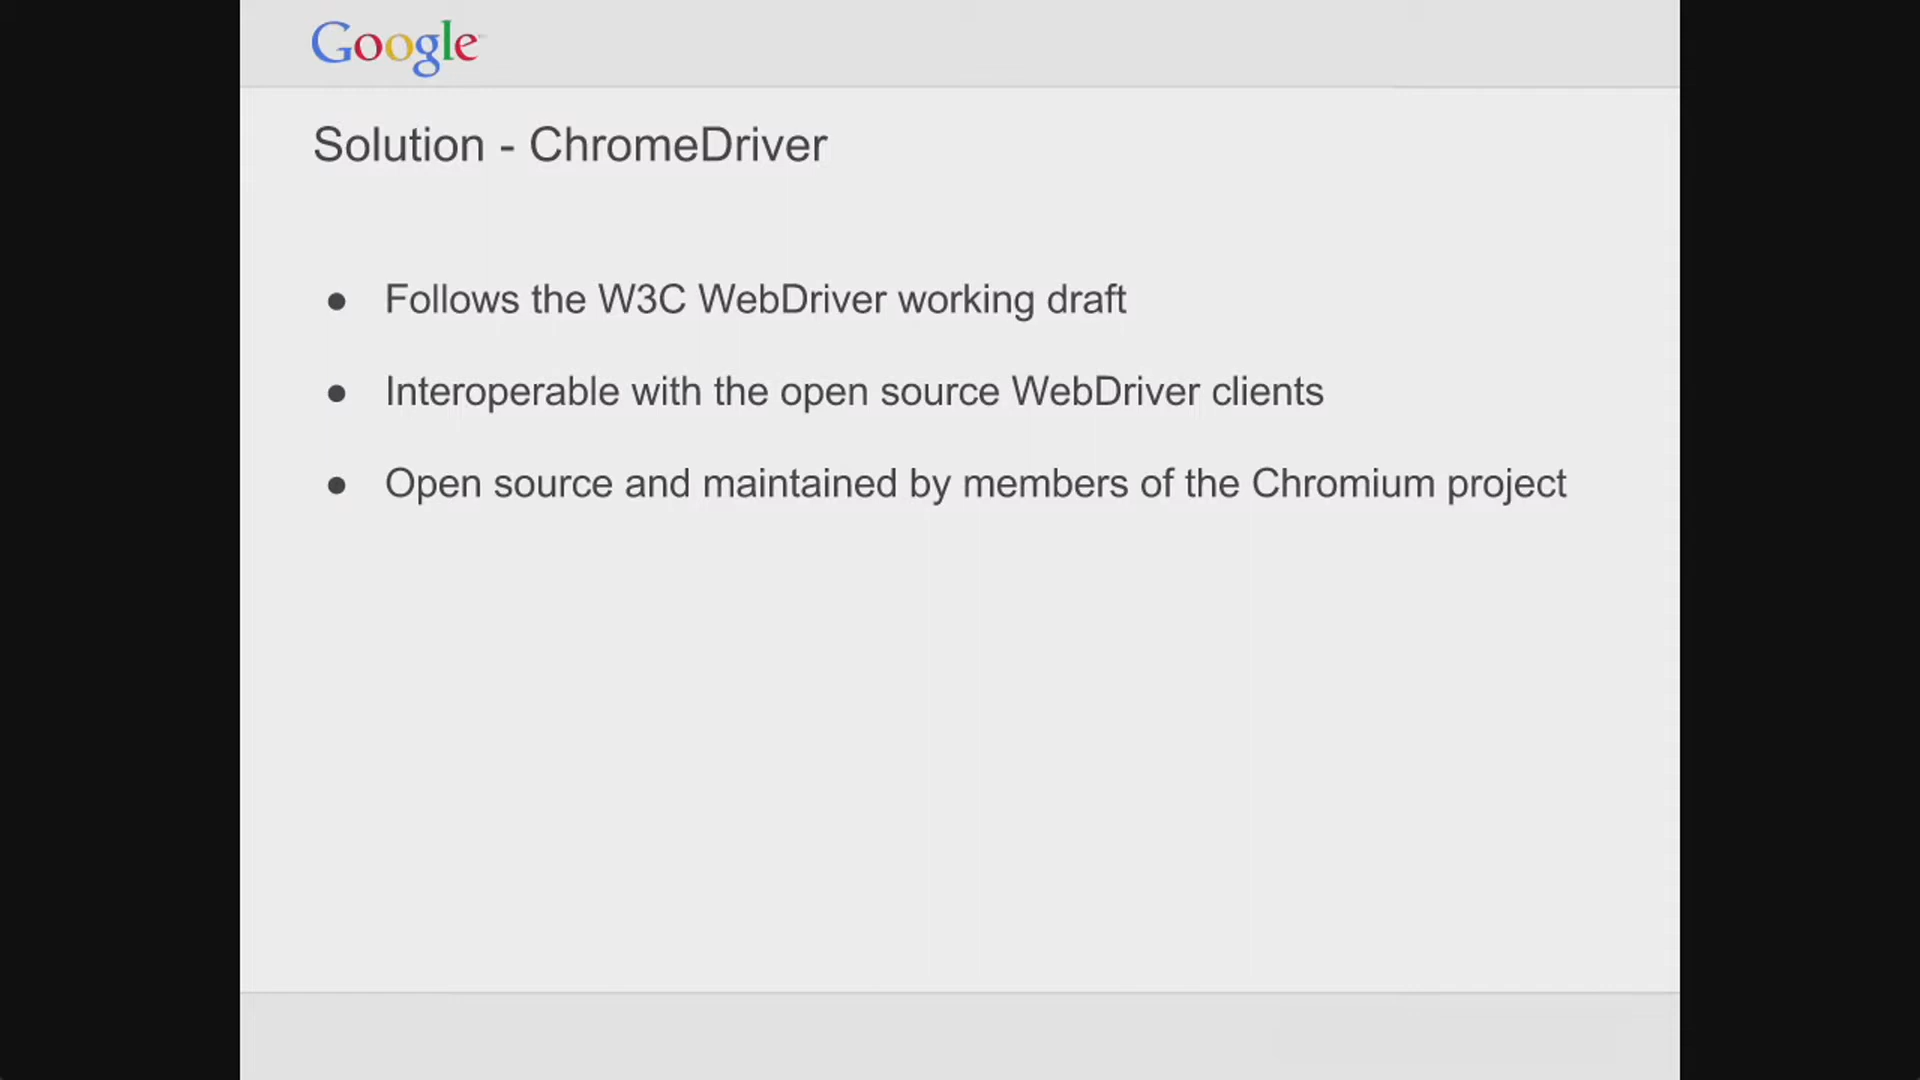 Google
Solution - ChromeDriver
● Follows the W3C WebDriver working draft
● Interoperable with the open source WebDriver clients
● Open source and maintained by members of the Chromium project